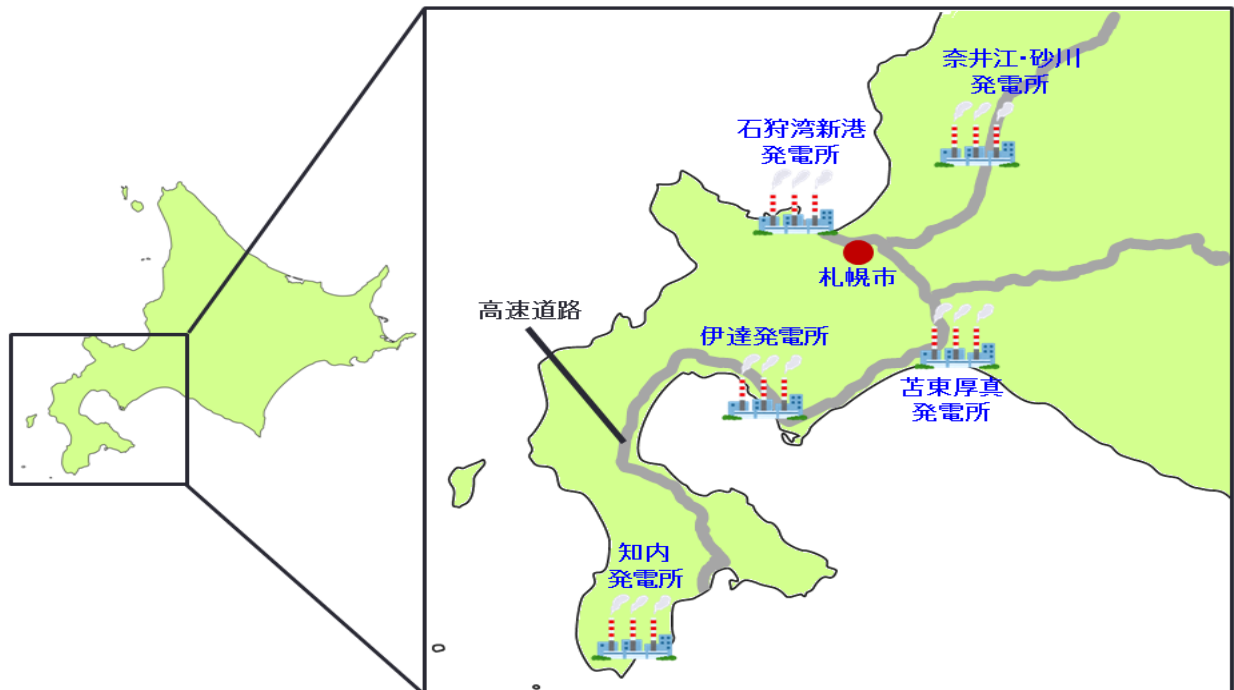 奈井江・砂川
発電所
石狩湾新港
発電所
札幌市
高速道路
伊達発電所
苫東厚真
発電所
知内
発電所